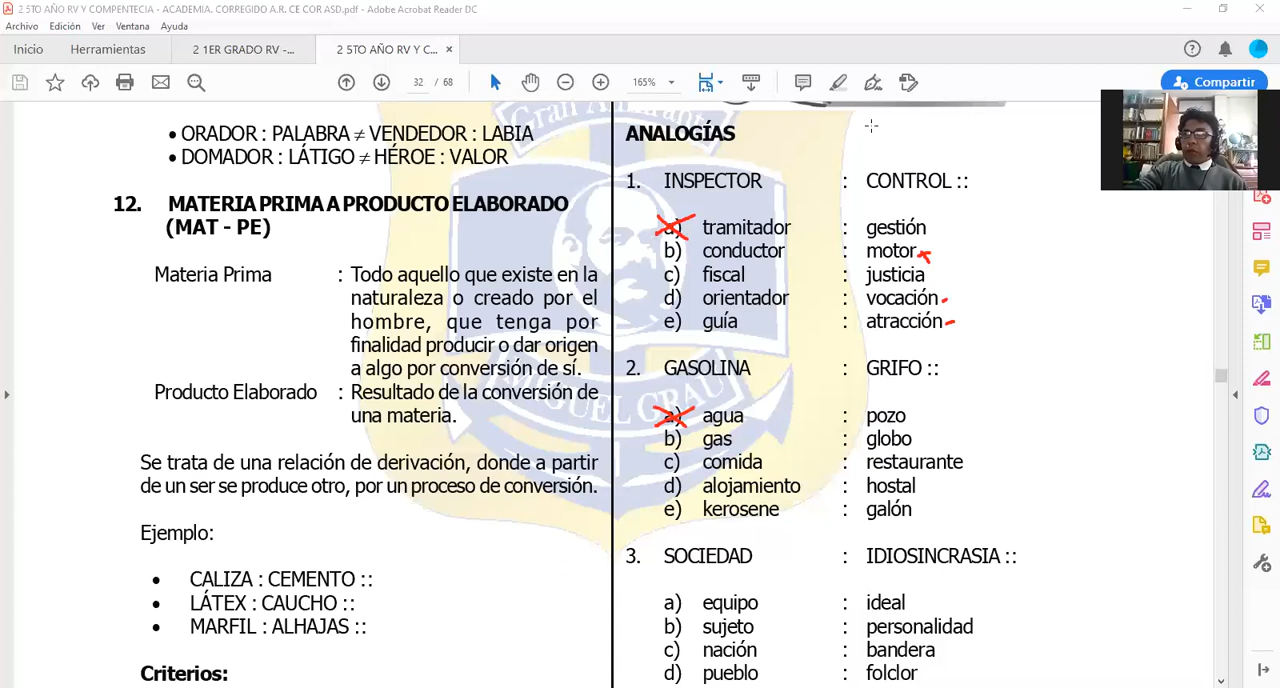 2 5TO AÑO RV Y COMPENTECIA - ACADEMIA. CORREGIDO A.R. CE COR ASD.pdf - Adobe Acrobat Reader DC
Archivo Edición Ver Ventana Ayuda
Inicio Herramientas 2 1ER GRADO RV -... 2 5TO AÑO RV Y C... ×
32 / 68 165% Compartir
• ORADOR : PALABRA ≠ VENDEDOR : LABIA
• DOMADOR : LÁTIGO ≠ HÉROE : VALOR
12. MATERIA PRIMA A PRODUCTO ELABORADO
(MAT - PE)
Materia Prima : Todo aquello que existe en la
naturaleza o creado por el
hombre, que tenga por
finalidad producir o dar origen
a algo por conversión de sí.
Producto Elaborado : Resultado de la conversión de
una materia.
Se trata de una relación de derivación, donde a partir
de un ser se produce otro, por un proceso de conversión.
Ejemplo:
• CALIZA : CEMENTO ::
• LÁTEX : CAUCHO ::
• MARFIL : ALHAJAS ::
Criterios:
ANALOGÍAS
1. INSPECTOR : CONTROL ::
a) tramitador : gestión
b) conductor : motor
c) fiscal : justicia
d) orientador : vocación
e) guía : atracción
2. GASOLINA : GRIFO ::
a) agua : pozo
b) gas : globo
c) comida : restaurante
d) alojamiento : hostal
e) kerosene : galón
3. SOCIEDAD : IDIOSINCRASIA ::
a) equipo : ideal
b) sujeto : personalidad
c) nación : bandera
d) pueblo : folclor
MIGUEL GRAU